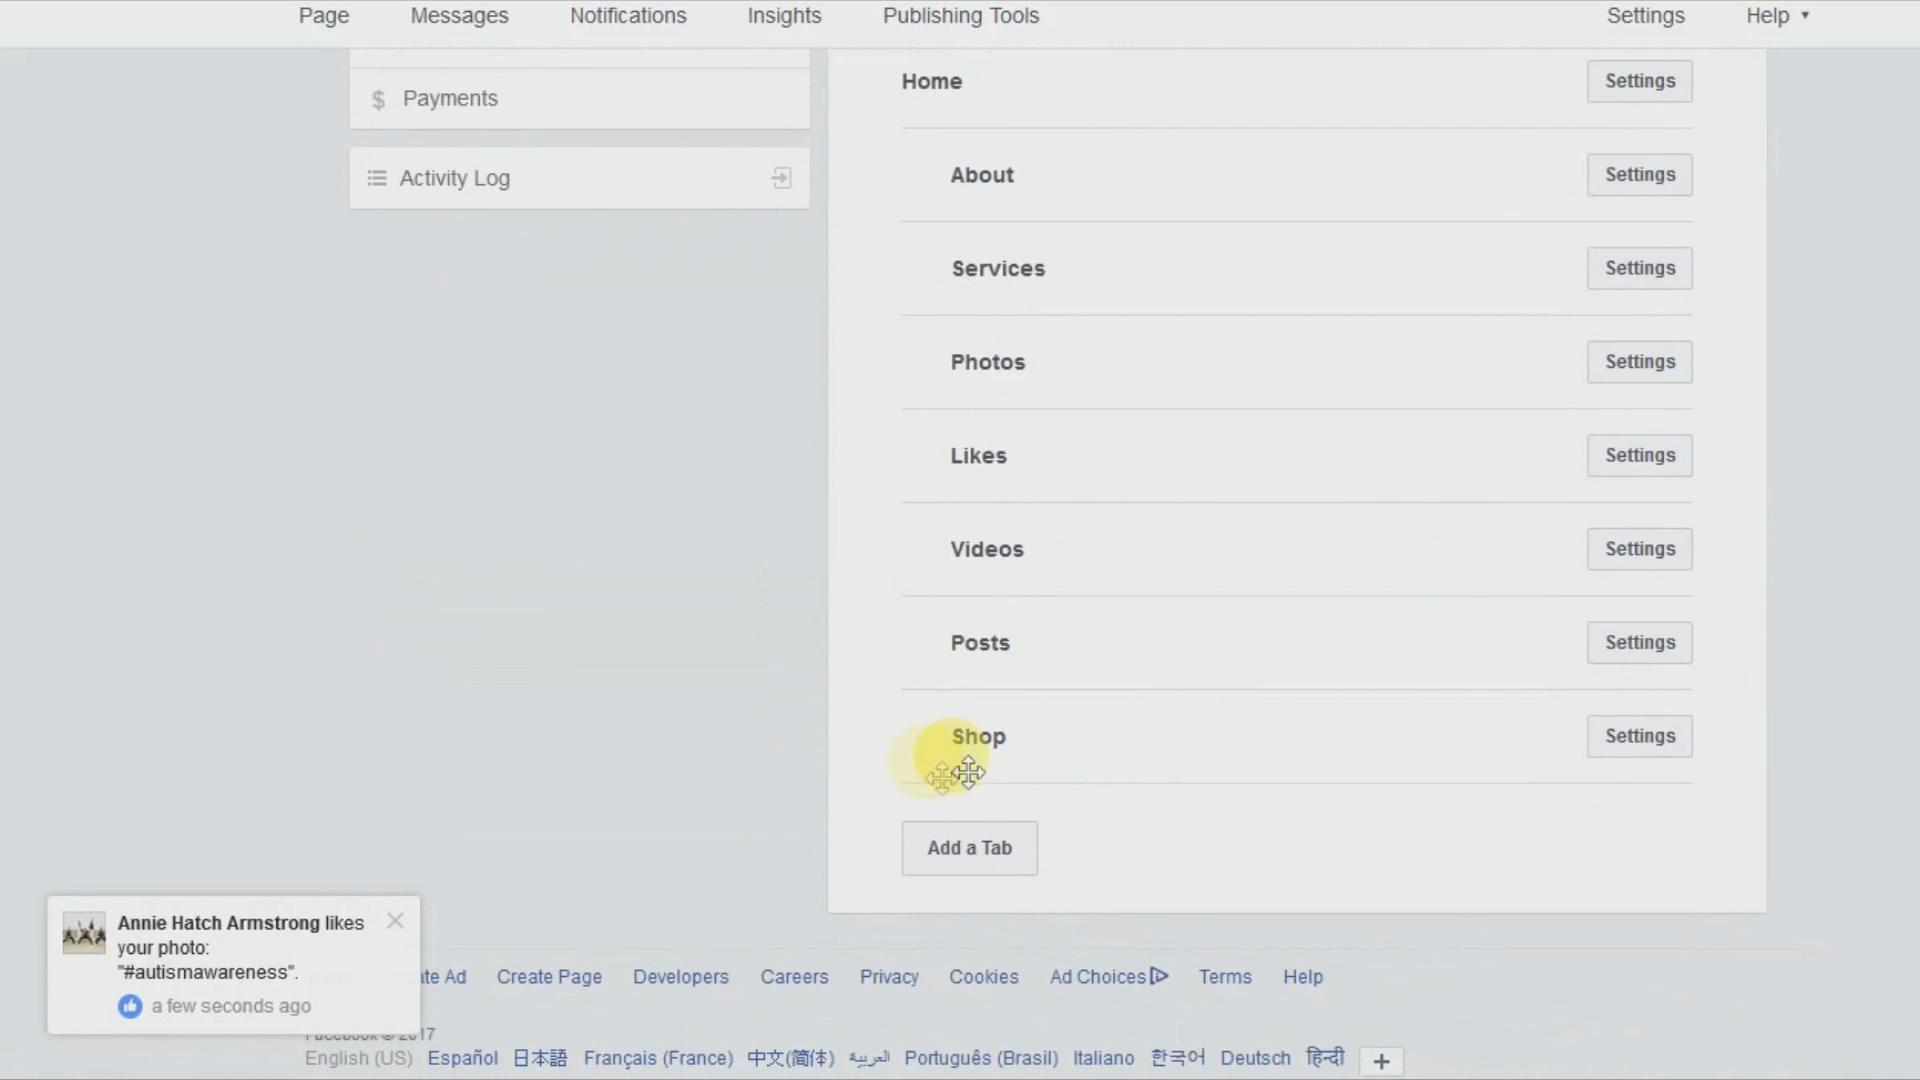 Page Messages Notifications Insights Publishing Tools Settings Help
Payments
Activity Log
Home Settings
About Settings
Services Settings
Photos Settings
Likes Settings
Videos Settings
Posts Settings
Shop Settings
Add a Tab
Annie Hatch Armstrong likes
your photo:
"#autismawareness".
a few seconds ago
Ad Create Page Developers Careers Privacy Cookies Ad Choices Terms Help
Facebook © 2017
English (US) Español 日本語 Français (France) 中文(简体) العربية Português (Brasil) Italiano 한국어 Deutsch हिन्दी +